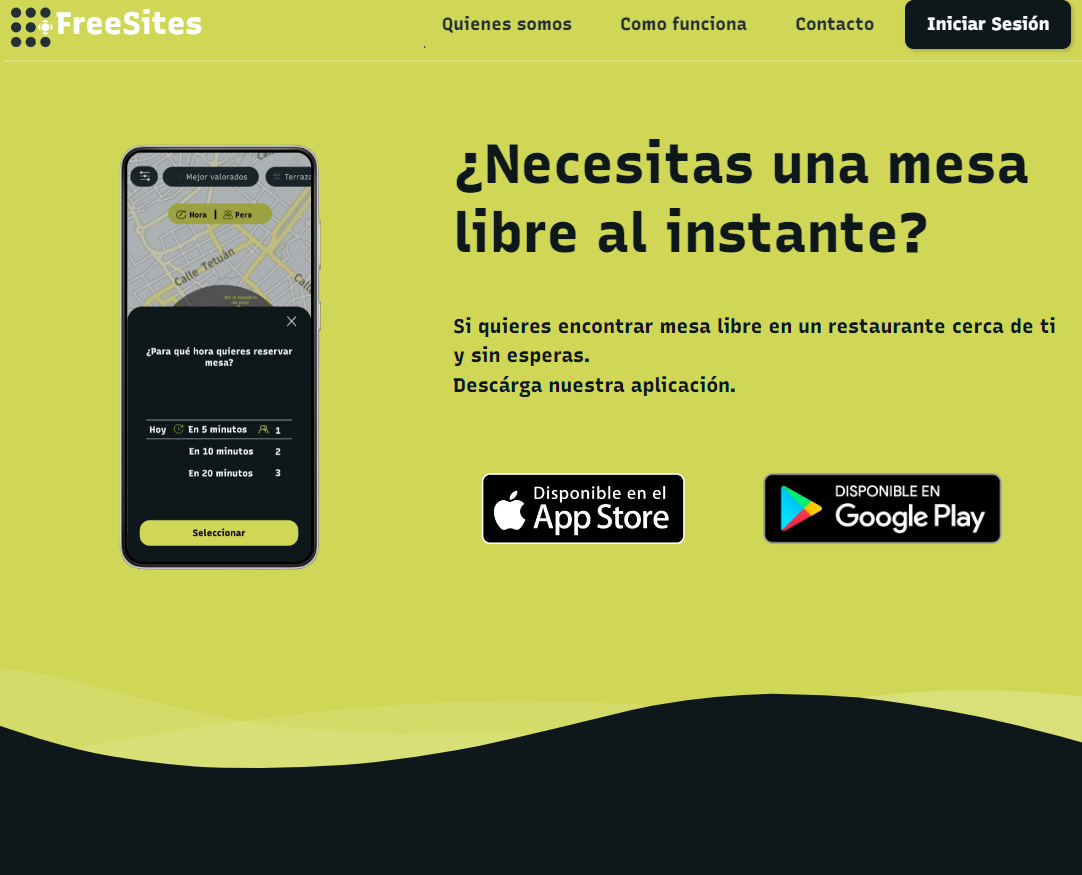 FreeSites
Quienes somos
Como funciona
Contacto
Iniciar Sesión
¿Necesitas una mesa
libre al instante?
Si quieres encontrar mesa libre en un restaurante cerca de ti
y sin esperas.
Descárga nuestra aplicación.
Disponible en el
App Store
DISPONIBLE EN
Google Play
Mejor valorados
Terraza
Hora | Pers
Calle Tetuán
¿Para qué hora quieres reservar
mesa?
Hoy En 5 minutos 1
En 10 minutos 2
En 20 minutos 3
Seleccionar